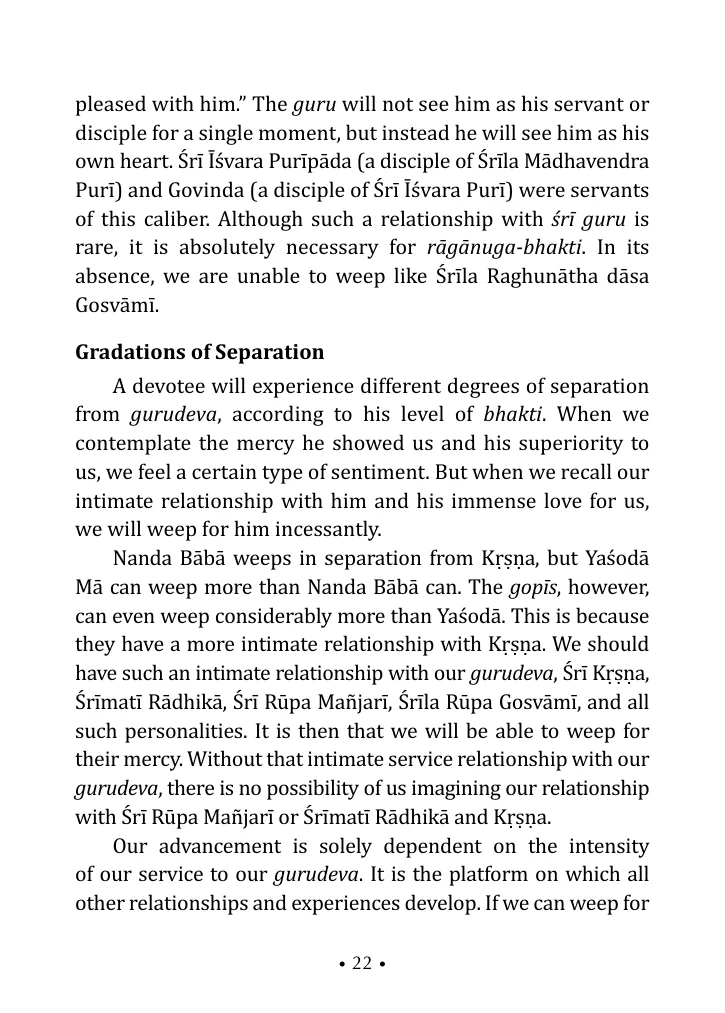 pleased with him.” The guru will not see him as his servant or
disciple for a single moment, but instead he will see him as his
own heart. Śrī Īśvara Purīpāda (a disciple of Śrīla Mādhavendra
Purī) and Govinda (a disciple of Śrī Īśvara Purī) were servants
of this caliber. Although such a relationship with śrī guru is
rare, it is absolutely necessary for rāgānuga-bhakti. In its
absence, we are unable to weep like Śrīla Raghunātha dāsa
Gosvāmī.
Gradations of Separation
A devotee will experience different degrees of separation
from gurudeva, according to his level of bhakti. When we
contemplate the mercy he showed us and his superiority to
us, we feel a certain type of sentiment. But when we recall our
intimate relationship with him and his immense love for us,
we will weep for him incessantly.
Nanda Bābā weeps in separation from Kṛṣṇa, but Yaśodā
Mā can weep more than Nanda Bābā can. The gopīs, however,
can even weep considerably more than Yaśodā. This is because
they have a more intimate relationship with Kṛṣṇa. We should
have such an intimate relationship with our gurudeva, Śrī Kṛṣṇa,
Śrīmatī Rādhikā, Śrī Rūpa Mañjarī, Śrīla Rūpa Gosvāmī, and all
such personalities. It is then that we will be able to weep for
their mercy. Without that intimate service relationship with our
gurudeva, there is no possibility of us imagining our relationship
with Śrī Rūpa Mañjarī or Śrīmatī Rādhikā and Kṛṣṇa.
Our advancement is solely dependent on the intensity
of our service to our gurudeva. It is the platform on which all
other relationships and experiences develop. If we can weep for
• 22 •